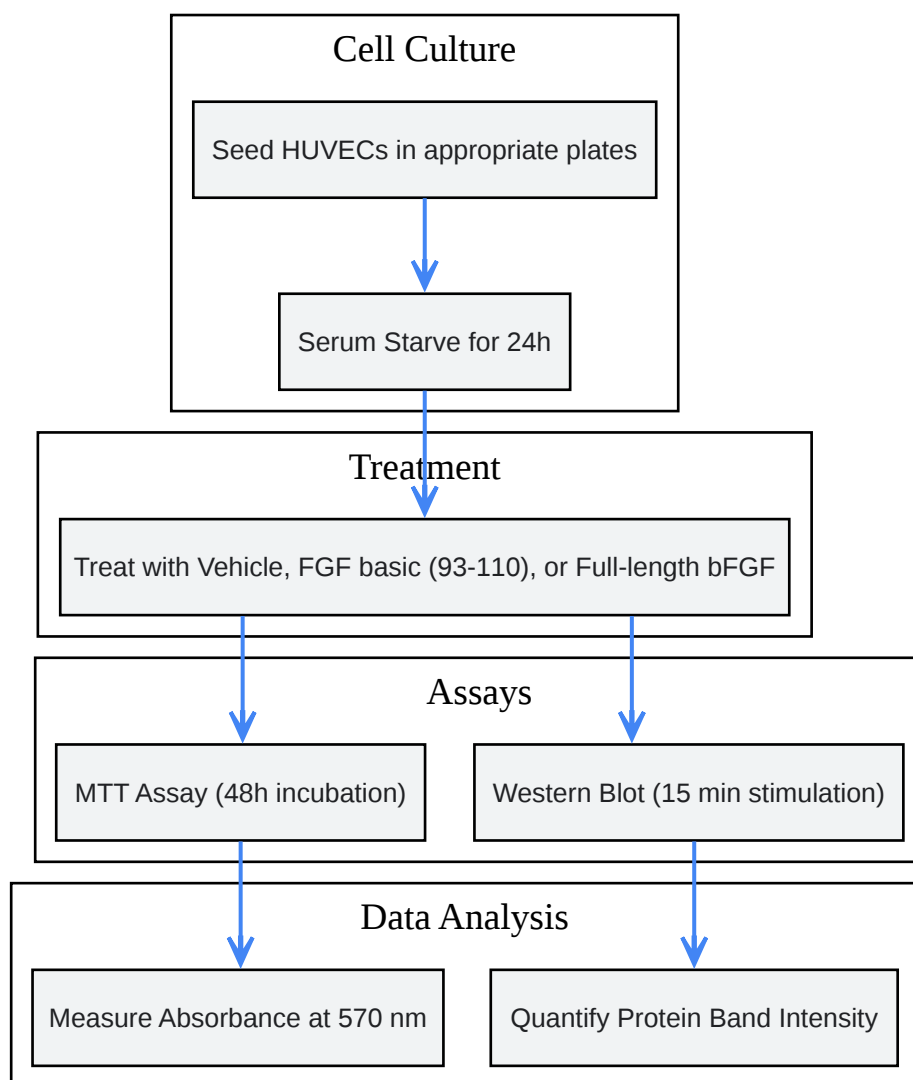 Cell Culture
Seed HUVECs in appropriate plates
Serum Starve for 24h
Treatment
Treat with Vehicle, FGF basic (93-110), or Full-length bFGF
Assays
MTT Assay (48h incubation)
Western Blot (15 min stimulation)
Data Analysis
Measure Absorbance at 570 nm
Quantify Protein Band Intensity